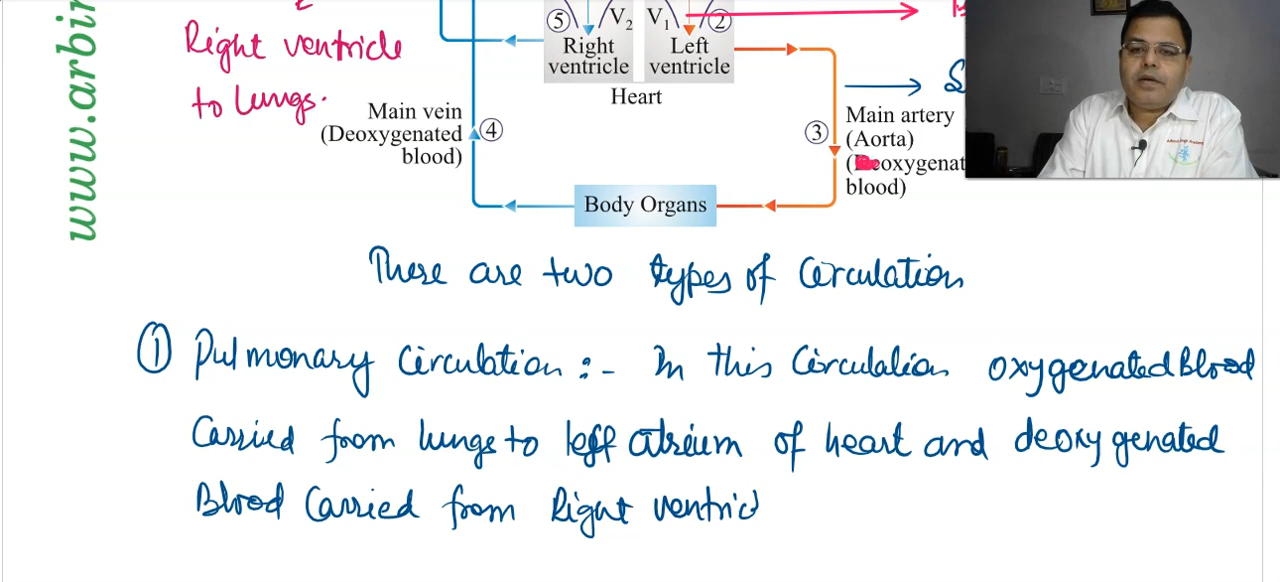 www.arbin
Right ventricle
to lungs.
⑤ V₂ V₁ ②
Right ventricle
Left ventricle
Heart
Main vein
(Deoxygenated
blood)
④
③
Main artery
(Aorta)
oxygenat
blood)
S
Body Organs
There are two types of Circulation
① Pulmonary Circulation :- In this Circulation oxygenated Blood
Carried from lungs to left atrium of heart and deoxygenated
Blood Carried from Right ventricl